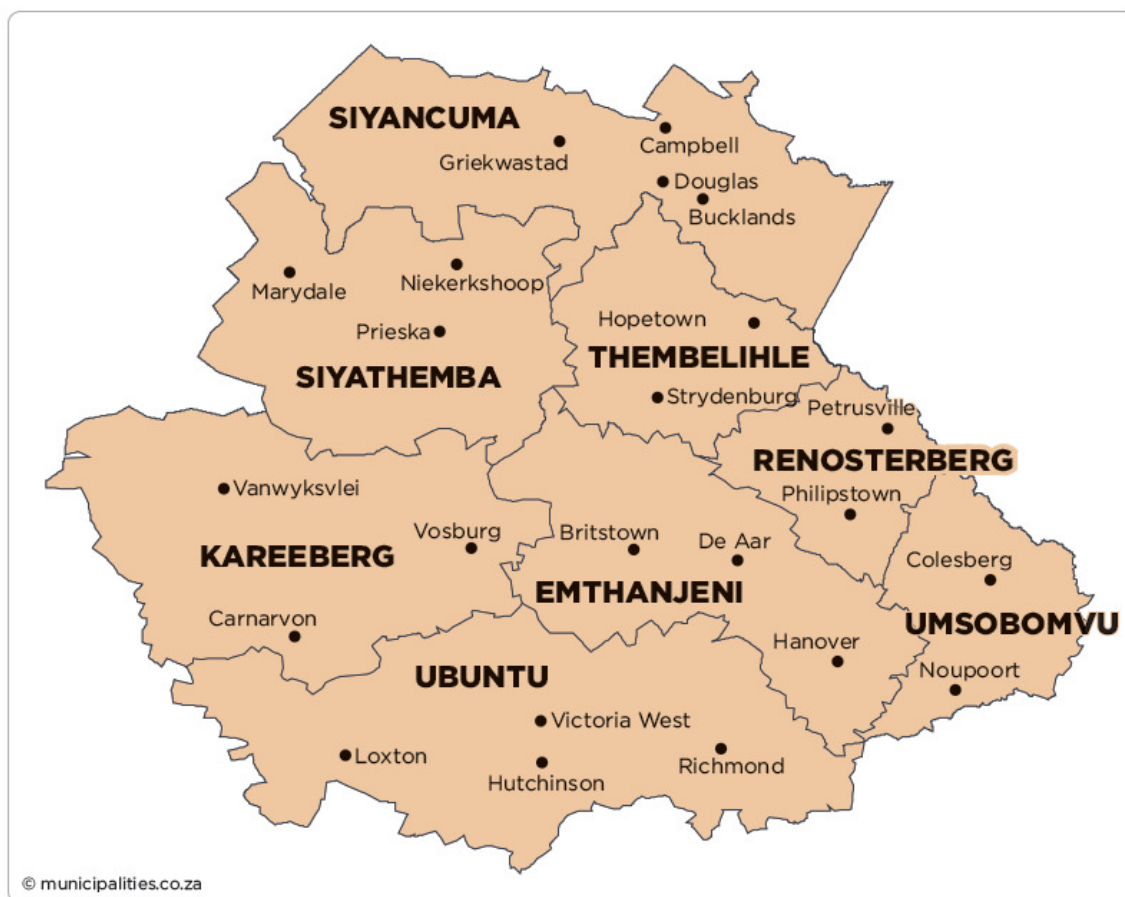 SIYANCUMA
Campbell
Griekwastad
Douglas
Bucklands
Marydale
Niekerkshoop
Prieska
Hopetown
THEMBELIHLE
SIYATHEMBA
Strydenburg
Petrusville
RENOSTERBERG
Vanwyksvlei
Philipstown
Vosburg
Britstown
De Aar
KAREEBERG
Colesberg
EMTHANJENI
Carnarvon
UMSOBOMVU
Hanover
UBUNTU
Noupoort
Victoria West
Loxton
Richmond
Hutchinson
© municipalities.co.za